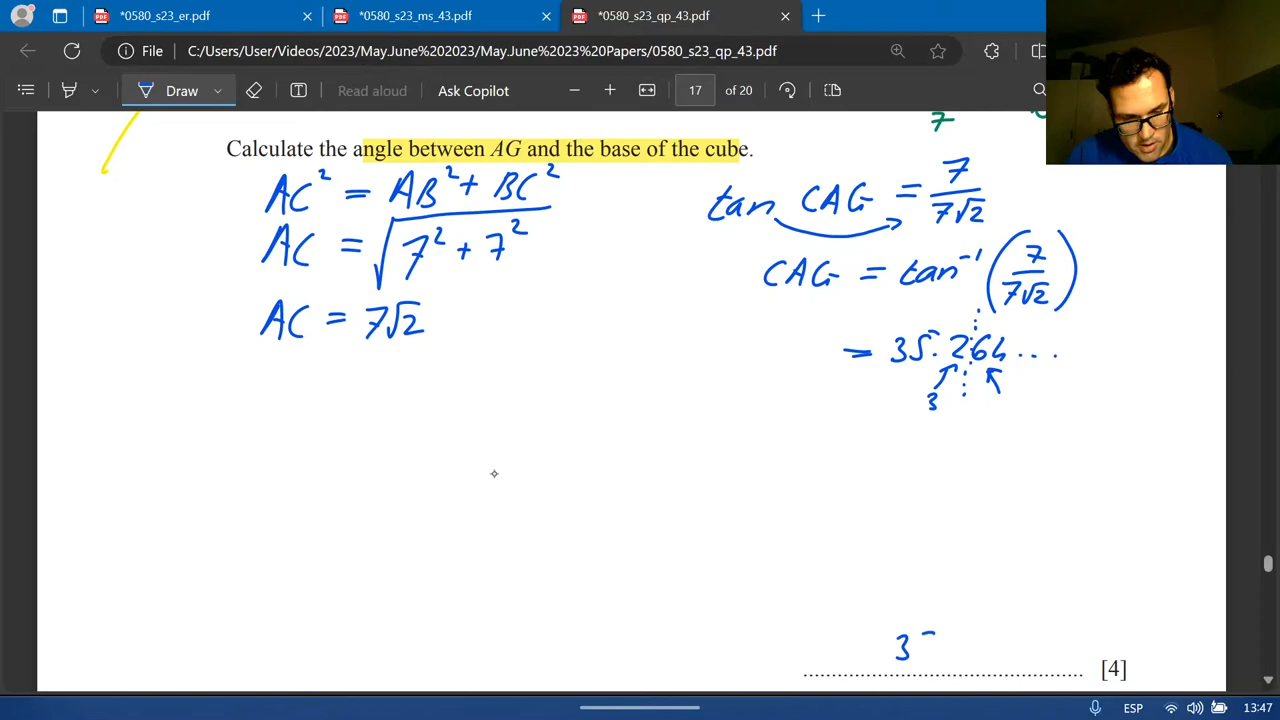 *0580_s23_er.pdf
*0580_s23_ms_43.pdf
*0580_s23_qp_43.pdf
File
C:/Users/User/Videos/2023/May.June%202023/May.June%2023%20Papers/0580_s23_qp_43.pdf
Draw
Read aloud
Ask Copilot
17 of 20
7
Calculate the angle between AG and the base of the cube.
AC² = AB² + BC²
AC = √7² + 7²
AC = 7√2
tan CAG = 7/7√2
CAG = tan⁻¹ (7/7√2)
= 35.264...
3
3
.............................................. [4]
ESP
13:47